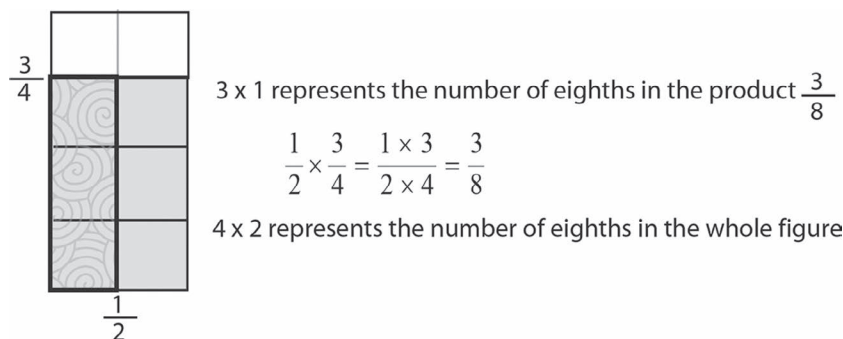 3/4
3 x 1 represents the number of eighths in the product 3/8
1/2 × 3/4 = 1 × 3/2 × 4 = 3/8
4 x 2 represents the number of eighths in the whole figure
1/2